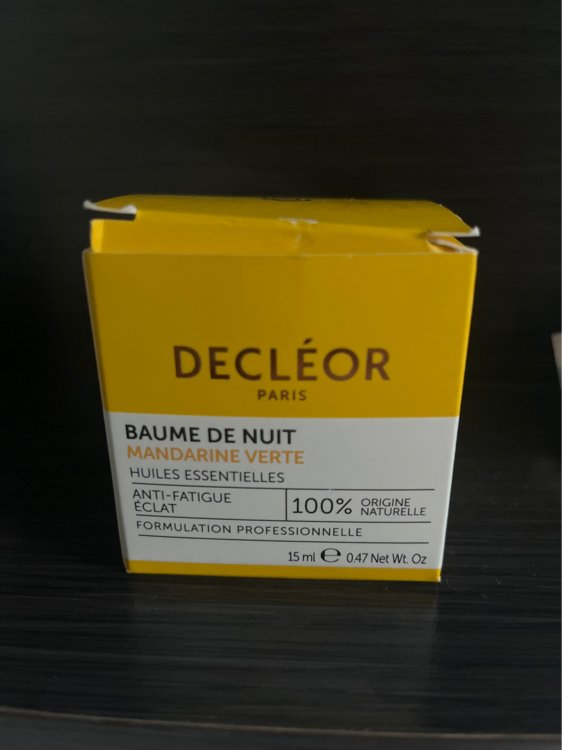 DECLÉOR
PARIS
BAUME DE NUIT
MANDARINE VERTE
HUILES ESSENTIELLES
ANTI-FATIGUE
ÉCLAT
100% ORIGINE
NATURELLE
FORMULATION PROFESSIONNELLE
15 ml ℮ 0.47 Net Wt. Oz